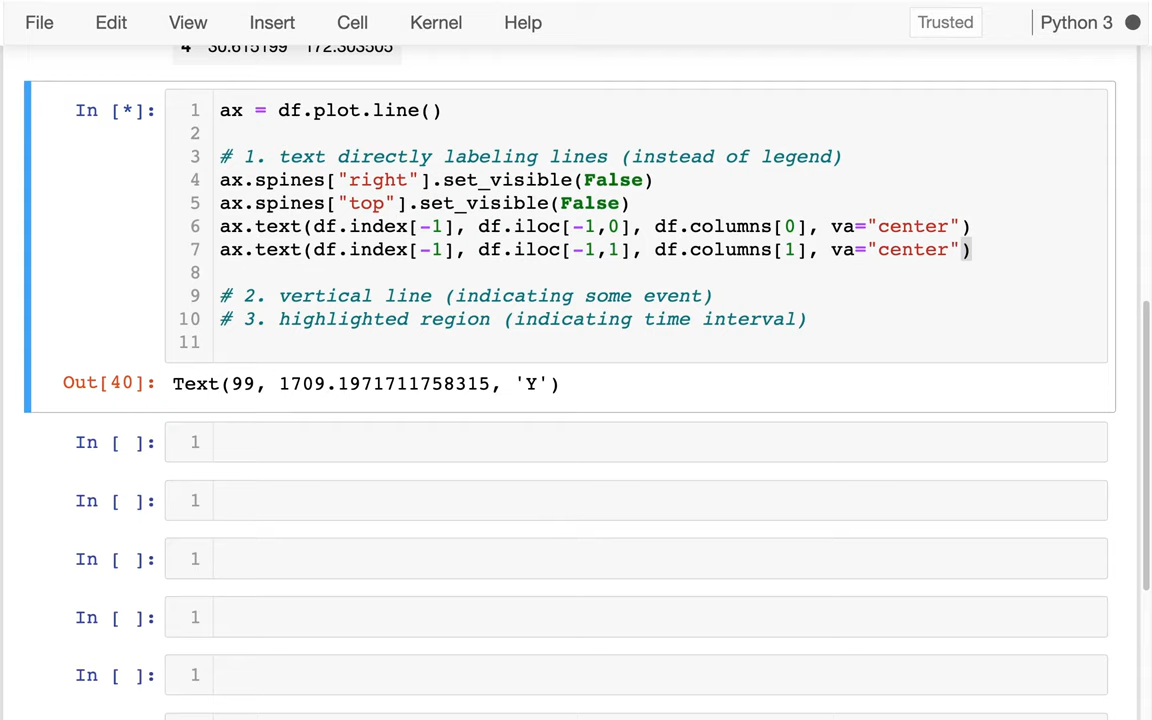 File Edit View Insert Cell Kernel Help Trusted Python 3
4 30.615199 172.303505
In [*]:
1 ax = df.plot.line()
2
3 # 1. text directly labeling lines (instead of legend)
4 ax.spines["right"].set_visible(False)
5 ax.spines["top"].set_visible(False)
6 ax.text(df.index[-1], df.iloc[-1,0], df.columns[0], va="center")
7 ax.text(df.index[-1], df.iloc[-1,1], df.columns[1], va="center")
8
9 # 2. vertical line (indicating some event)
10 # 3. highlighted region (indicating time interval)
11
Out[40]: Text(99, 1709.1971711758315, 'Y')
In [ ]: 1
In [ ]: 1
In [ ]: 1
In [ ]: 1
In [ ]: 1